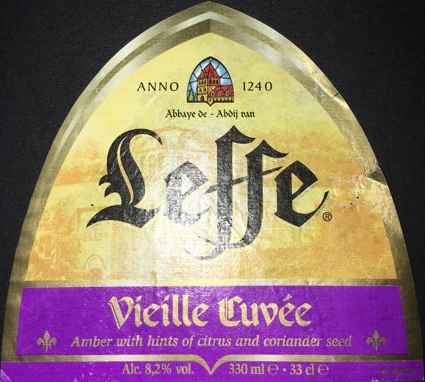 ANNO 1240
Abbaye de - Abdij van
Leffe®
Vieille Cuvée
Amber with hints of citrus and coriander seed
Alc. 8,2% vol. 330 ml ℮ · 33 cl ℮